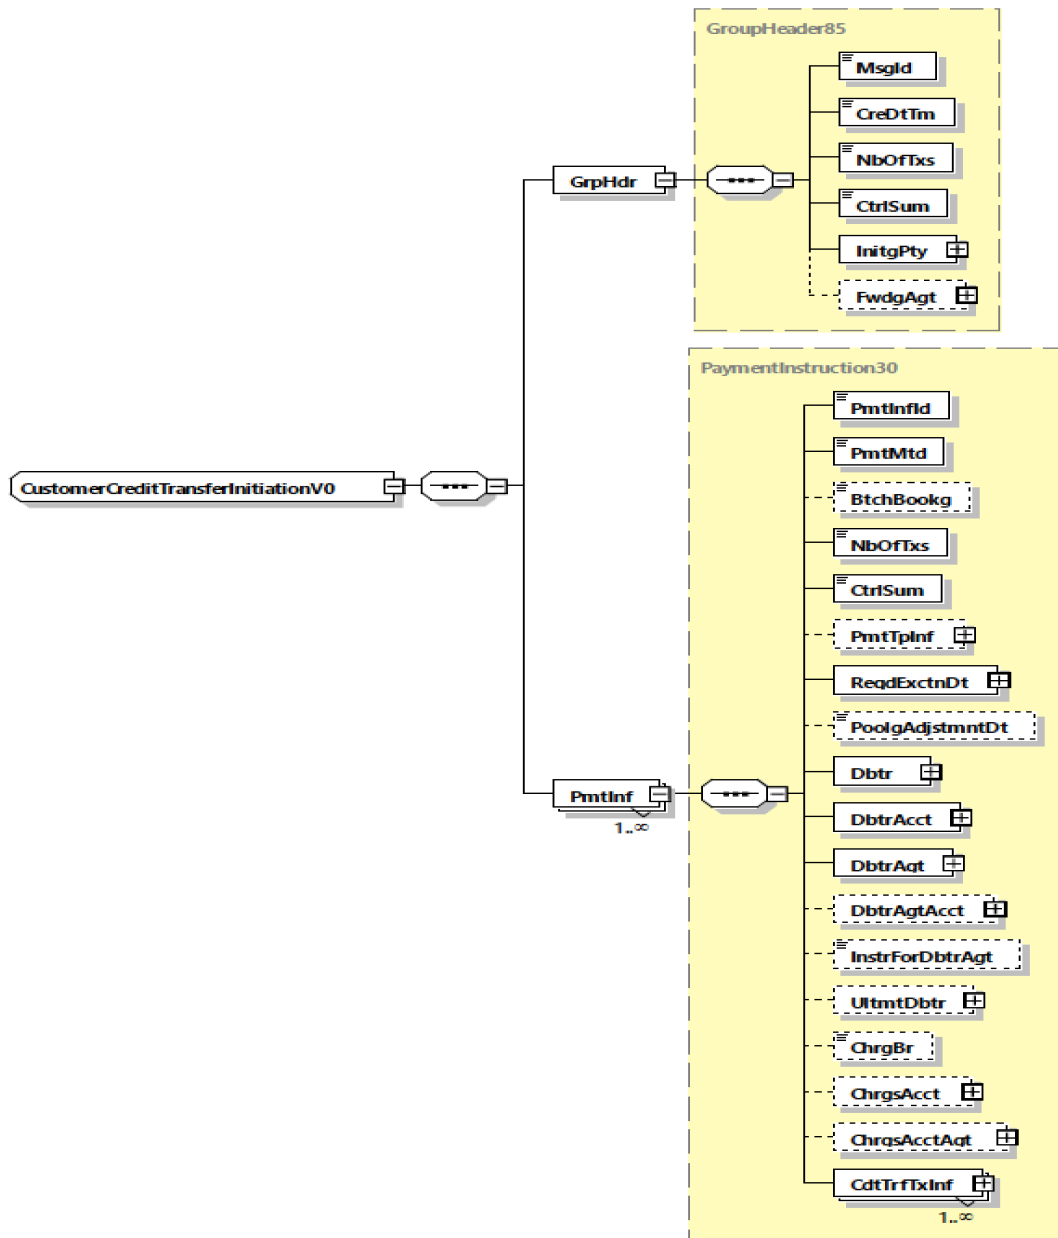 GroupHeader85
MsgId
CreDtTm
NbOfTxs
GrpHdr
CtrlSum
InitgPty
FwdgAgt
PaymentInstruction30
PmtInfId
PmtMtd
CustomerCreditTransferInitiationV0
BtchBookg
NbOfTxs
CtrlSum
PmtTpInf
ReqdExctnDt
PoolgAdjstmntDt
Dbtr
PmtInf
1..∞
DbtrAcct
DbtrAgt
DbtrAgtAcct
InstrForDbtrAgt
UltmtDbtr
ChrgBr
ChrgsAcct
ChrgsAcctAgt
CdtTrfTxInf
1..∞